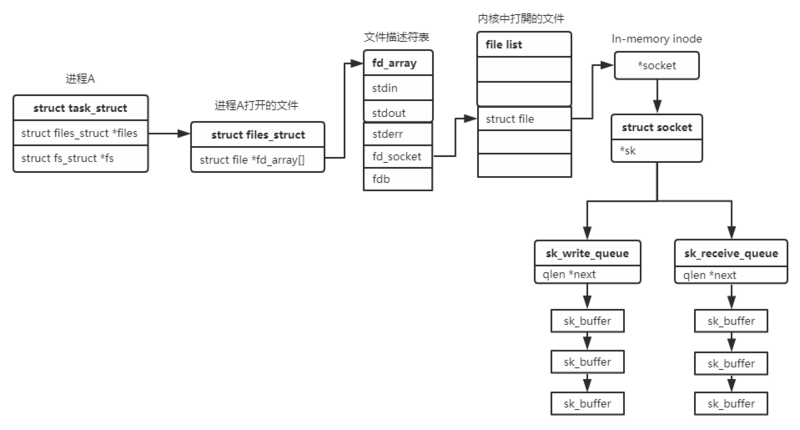 进程A
struct task_struct
struct files_struct *files
struct fs_struct *fs
进程A打开的文件
struct files_struct
struct file *fd_array[]
文件描述符表
fd_array
stdin
stdout
stderr
fd_socket
fdb
内核中打開的文件
file list
struct file
In-memory inode
*socket
struct socket
*sk
sk_write_queue
qlen *next
sk_buffer
sk_buffer
sk_buffer
sk_receive_queue
qlen *next
sk_buffer
sk_buffer
sk_buffer